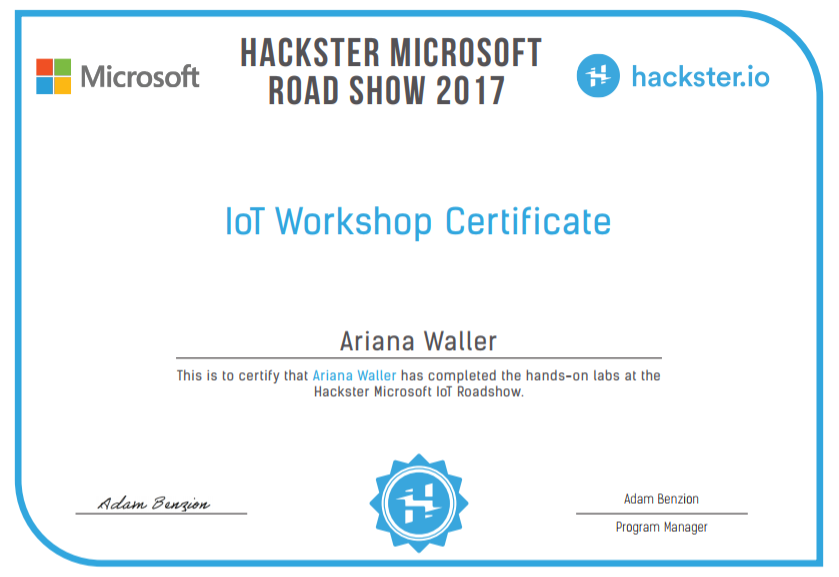 Microsoft
HACKSTER MICROSOFT
ROAD SHOW 2017
hackster.io
IoT Workshop Certificate
Ariana Waller
This is to certify that Ariana Waller has completed the hands-on labs at the
Hackster Microsoft IoT Roadshow.
Adam Benzion
Adam Benzion
Program Manager